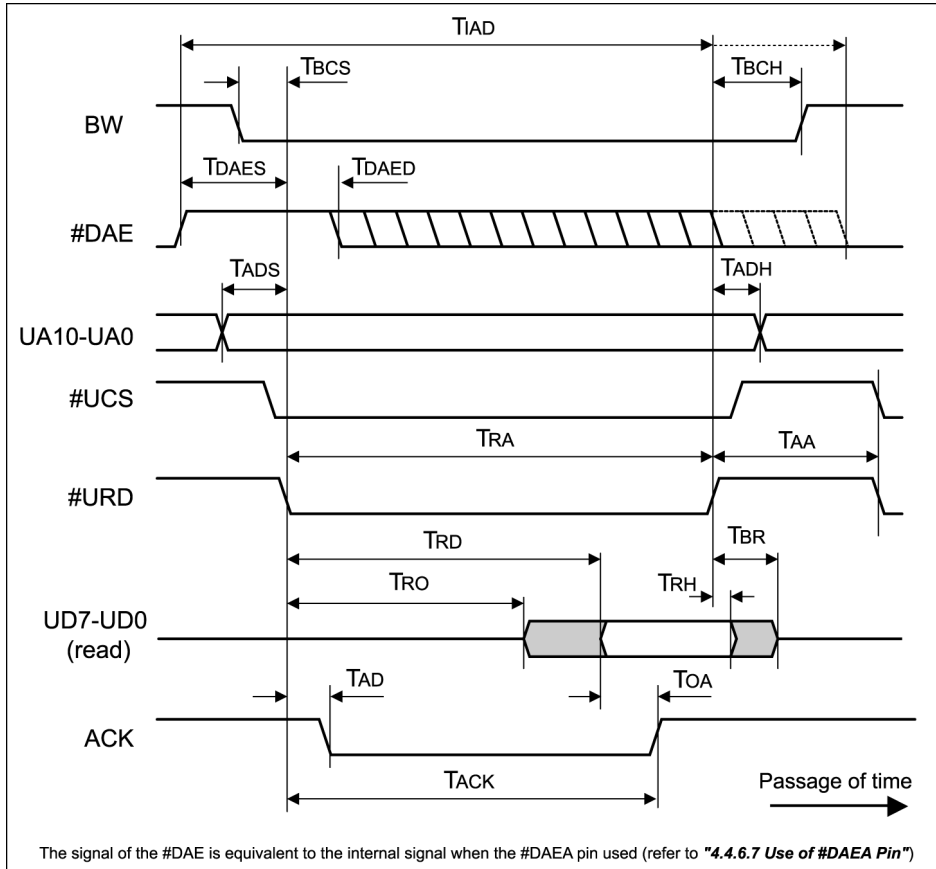 TIAD
TBCS
TBCH
BW
TDAES
TDAED
#DAE
TADS
TADH
UA10-UA0
#UCS
TRA
TAA
#URD
TRD
TBR
TRO
TRH
UD7-UD0
(read)
TAD
TOA
ACK
TACK
Passage of time
The signal of the #DAE is equivalent to the internal signal when the #DAEA pin used (refer to "4.4.6.7 Use of #DAEA Pin")